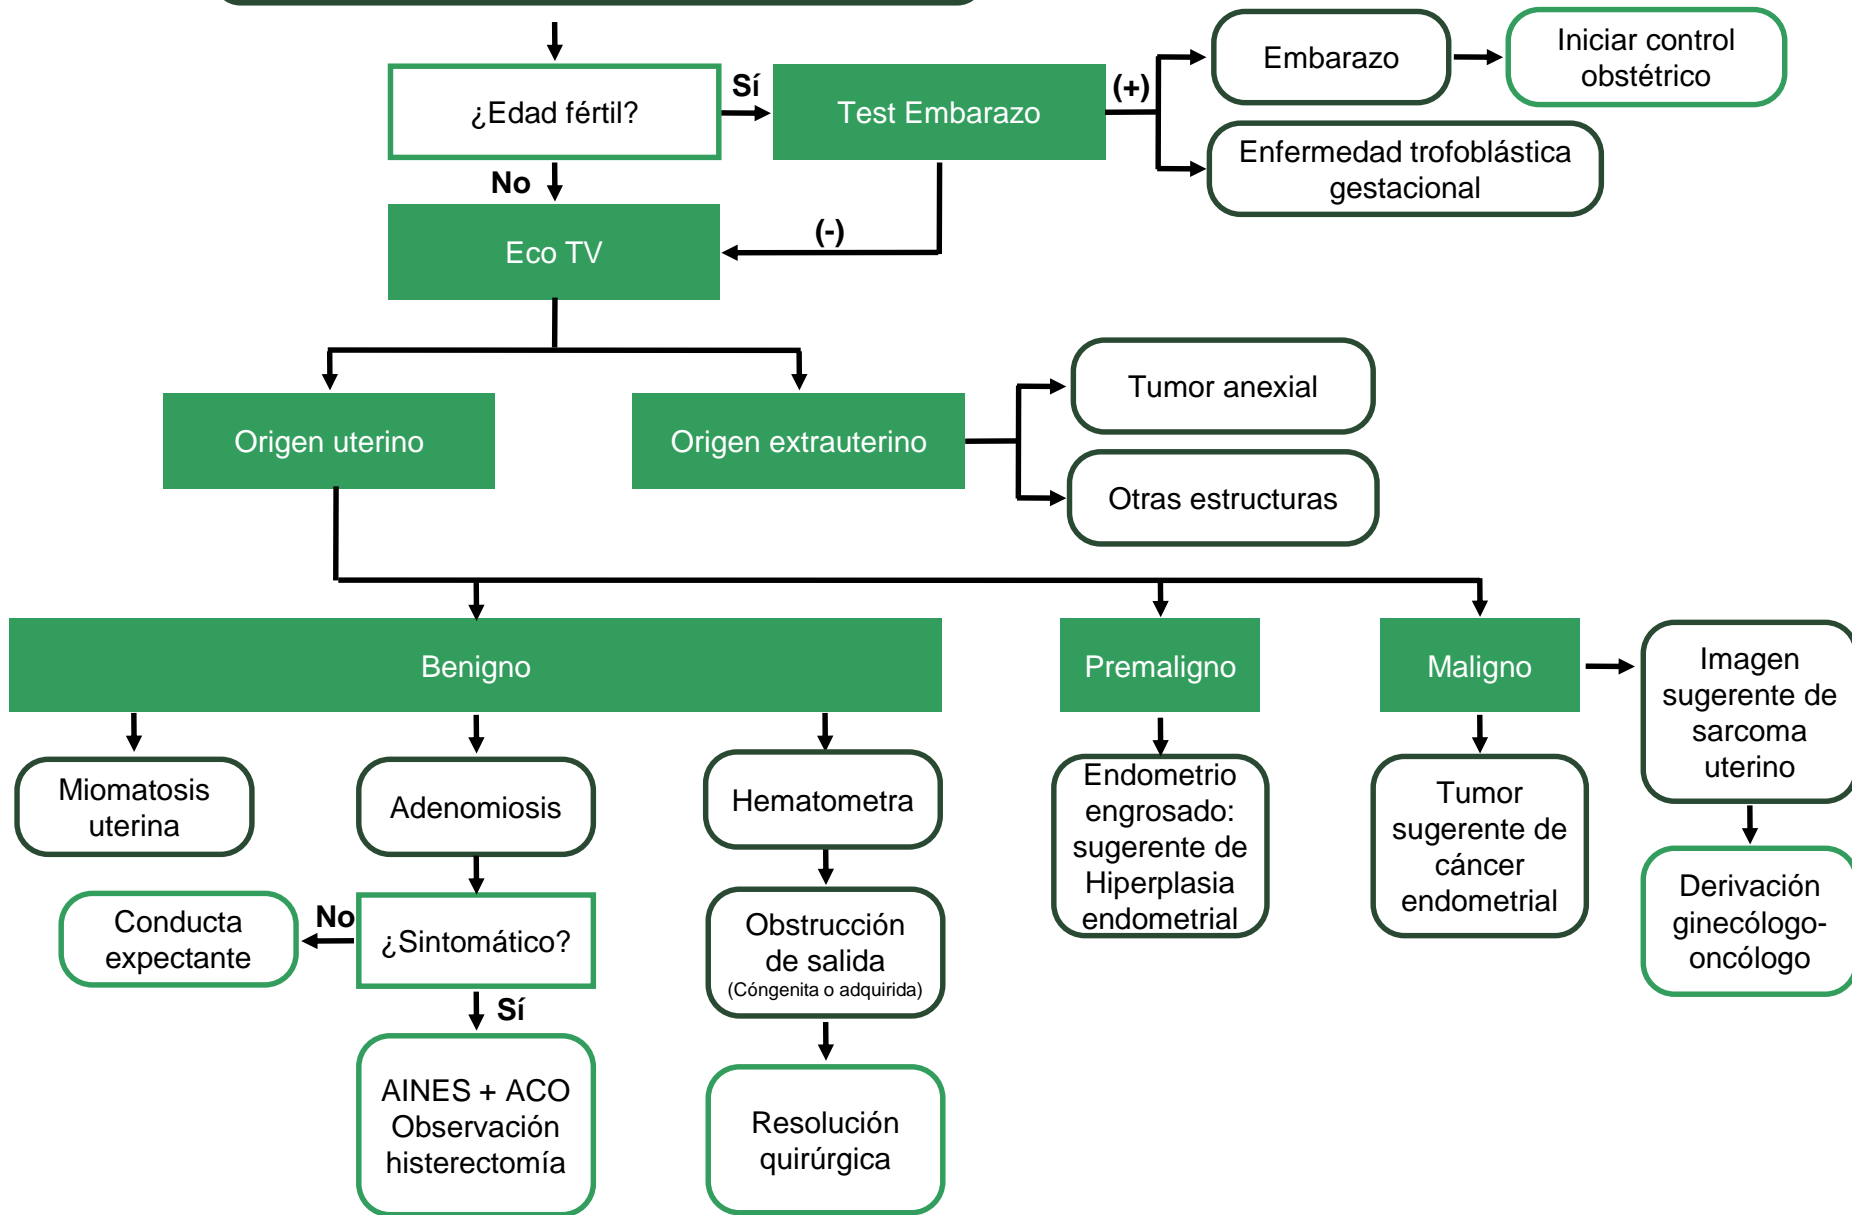 ¿Edad fértil?
Sí
Test Embarazo
(+)
Embarazo
Iniciar control
obstétrico
Enfermedad trofoblástica
gestacional
No
(-)
Eco TV
Origen uterino
Origen extrauterino
Tumor anexial
Otras estructuras
Benigno
Premaligno
Maligno
Imagen
sugerente de
sarcoma
uterino
Miomatosis
uterina
Adenomiosis
Hematometra
Endometrio
engrosado:
sugerente de
Hiperplasia
endometrial
Tumor
sugerente de
cáncer
endometrial
Derivación
ginecólogo-
oncólogo
Conducta
expectante
No
¿Sintomático?
Sí
Obstrucción
de salida
(Cóngenita o adquirida)
AINES + ACO
Observación
histerectomía
Resolución
quirúrgica